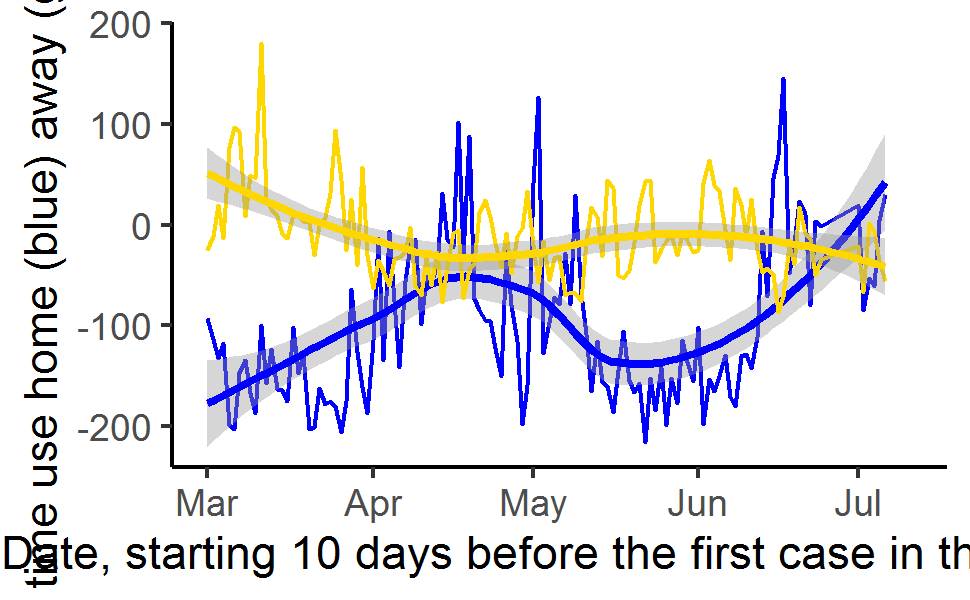 time use home (blue) away (
200
100
0
-100
-200
Mar Apr May Jun Jul
Date, starting 10 days before the first case in th